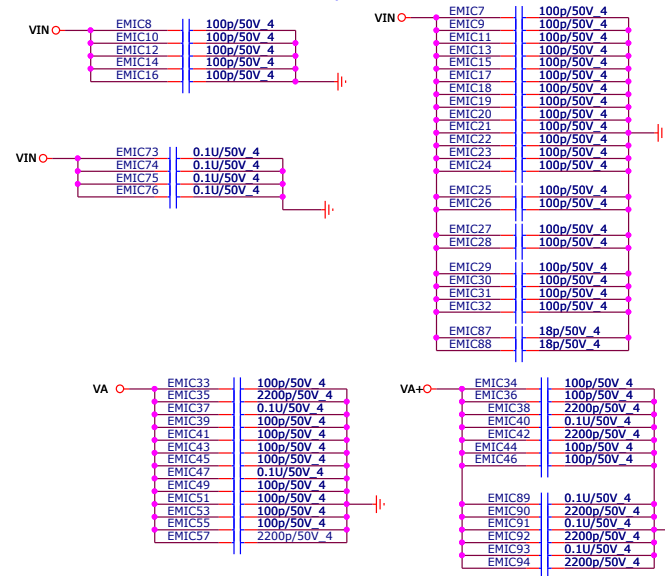 VIN
EMIC8 100p/50V_4
EMIC10 100p/50V_4
EMIC12 100p/50V_4
EMIC14 100p/50V_4
EMIC16 100p/50V_4
VIN
EMIC73 0.1U/50V_4
EMIC74 0.1U/50V_4
EMIC75 0.1U/50V_4
EMIC76 0.1U/50V_4
VIN
EMIC7 100p/50V_4
EMIC9 100p/50V_4
EMIC11 100p/50V_4
EMIC13 100p/50V_4
EMIC15 100p/50V_4
EMIC17 100p/50V_4
EMIC18 100p/50V_4
EMIC19 100p/50V_4
EMIC20 100p/50V_4
EMIC21 100p/50V_4
EMIC22 100p/50V_4
EMIC23 100p/50V_4
EMIC24 100p/50V_4
EMIC25 100p/50V_4
EMIC26 100p/50V_4
EMIC27 100p/50V_4
EMIC28 100p/50V_4
EMIC29 100p/50V_4
EMIC30 100p/50V_4
EMIC31 100p/50V_4
EMIC32 100p/50V_4
EMIC87 18p/50V_4
EMIC88 18p/50V_4
VA
EMIC33 100p/50V_4
EMIC35 2200p/50V_4
EMIC37 0.1U/50V_4
EMIC39 100p/50V_4
EMIC41 100p/50V_4
EMIC43 100p/50V_4
EMIC45 100p/50V_4
EMIC47 0.1U/50V_4
EMIC49 100p/50V_4
EMIC51 100p/50V_4
EMIC53 100p/50V_4
EMIC55 100p/50V_4
EMIC57 2200p/50V_4
VA+
EMIC34 100p/50V_4
EMIC36 100p/50V_4
EMIC38 2200p/50V_4
EMIC40 0.1U/50V_4
EMIC42 2200p/50V_4
EMIC44 100p/50V_4
EMIC46 100p/50V_4
EMIC89 0.1U/50V_4
EMIC90 2200p/50V_4
EMIC91 0.1U/50V_4
EMIC92 2200p/50V_4
EMIC93 0.1U/50V_4
EMIC94 2200p/50V_4